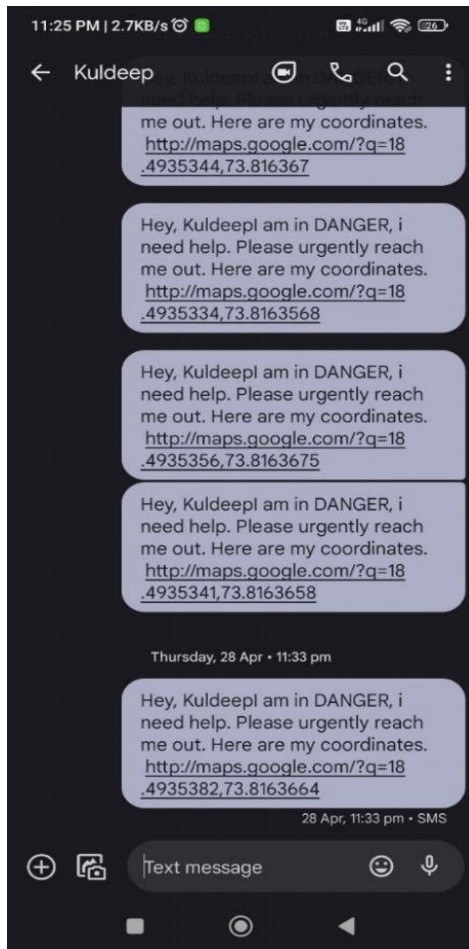 11:25 PM | 2.7KB/s
4G
26
Kuldeep
Hey, KuldeepI am in DANGER, i
need help. Please urgently reach
me out. Here are my coordinates.
http://maps.google.com/?q=18
.4935344,73.816367
Hey, KuldeepI am in DANGER, i
need help. Please urgently reach
me out. Here are my coordinates.
http://maps.google.com/?q=18
.4935334,73.8163568
Hey, KuldeepI am in DANGER, i
need help. Please urgently reach
me out. Here are my coordinates.
http://maps.google.com/?q=18
.4935356,73.8163675
Hey, KuldeepI am in DANGER, i
need help. Please urgently reach
me out. Here are my coordinates.
http://maps.google.com/?q=18
.4935341,73.8163658
Thursday, 28 Apr • 11:33 pm
Hey, KuldeepI am in DANGER, i
need help. Please urgently reach
me out. Here are my coordinates.
http://maps.google.com/?q=18
.4935382,73.8163664
28 Apr, 11:33 pm • SMS
Text message